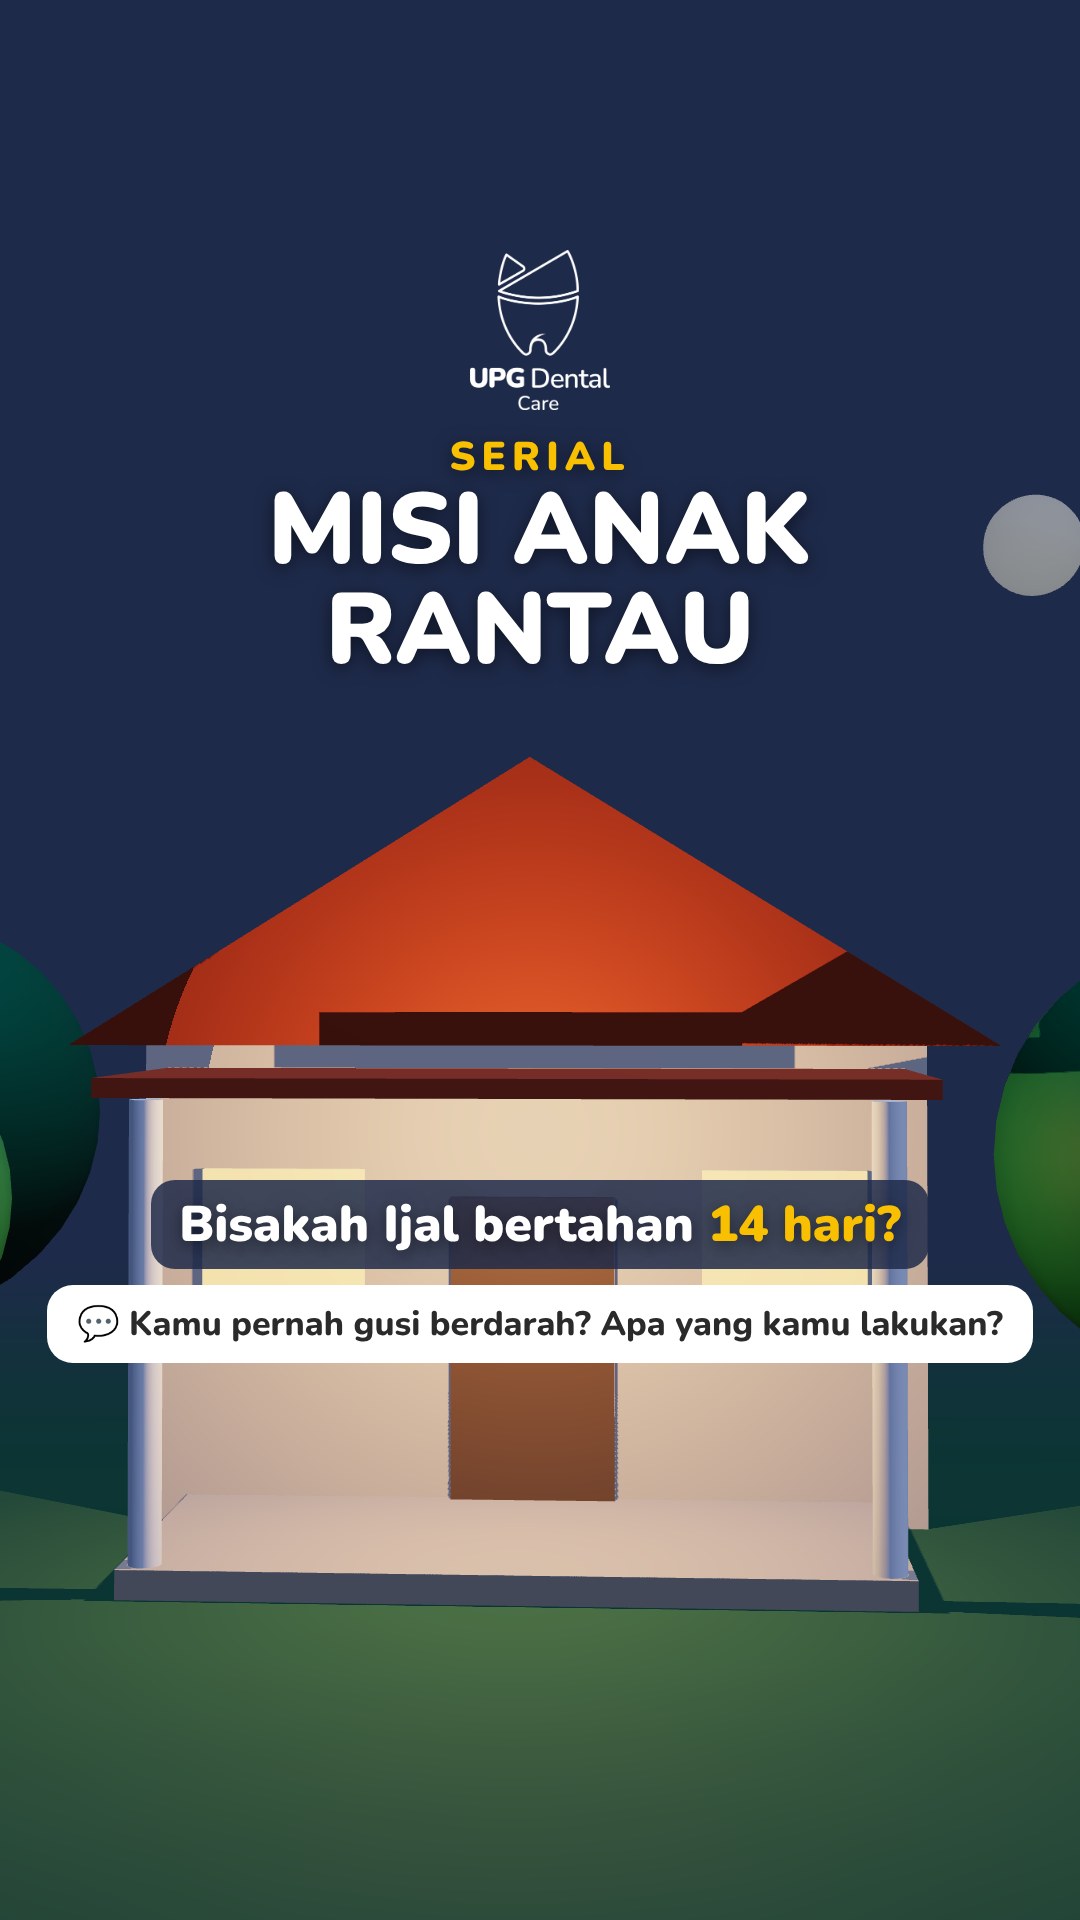 UPG Dental
Care
SERIAL
MISI ANAK
RANTAU
Bisakah Ijal bertahan 14 hari?
💬 Kamu pernah gusi berdarah? Apa yang kamu lakukan?